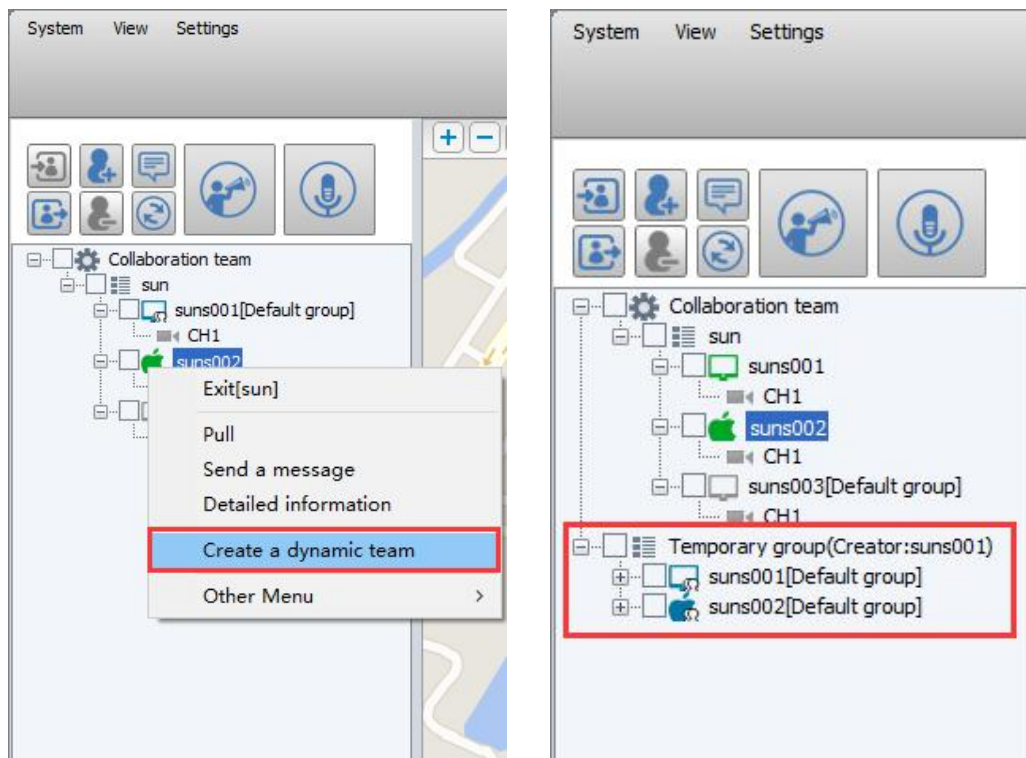 System View Settings
Collaboration team
sun
suns001[Default group]
CH1
suns002
Exit[sun]
Pull
Send a message
Detailed information
Create a dynamic team
Other Menu
System View Settings
Collaboration team
sun
suns001
CH1
suns002
CH1
suns003[Default group]
CH1
Temporary group(Creator:suns001)
suns001[Default group]
suns002[Default group]